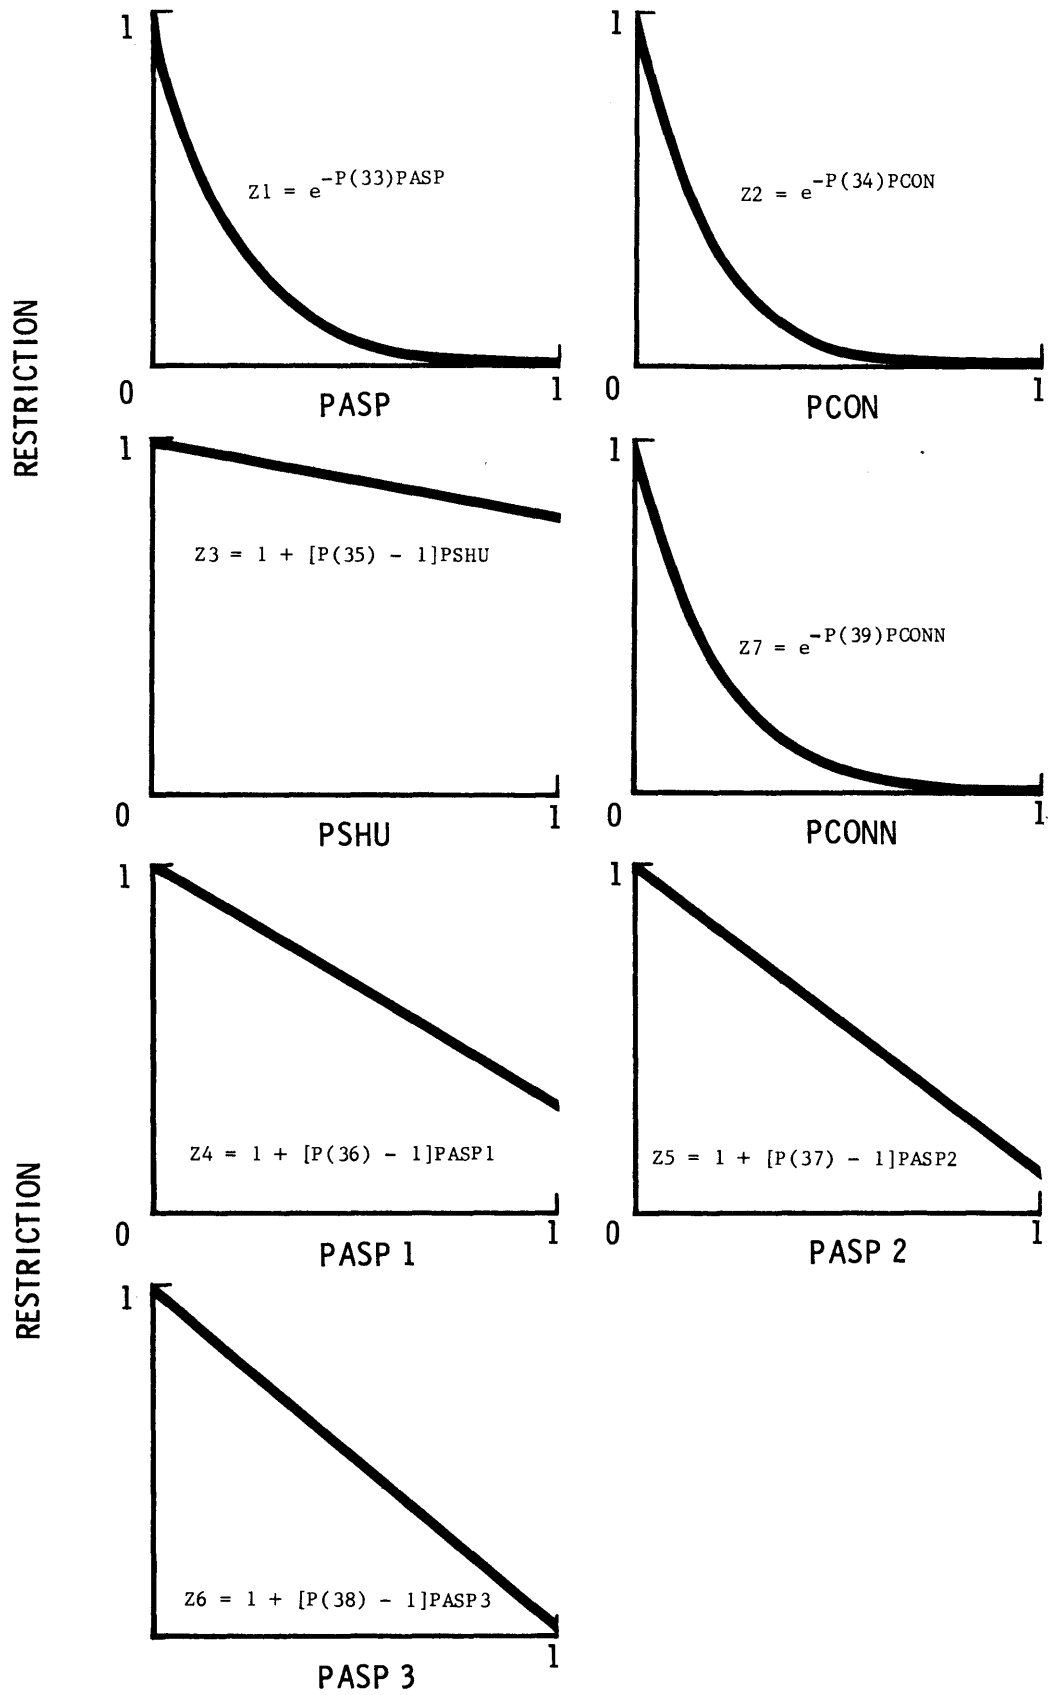 RESTRICTION
1
Z1 = e^-P(33)PASP
0
1
PASP
1
Z2 = e^-P(34)PCON
0
1
PCON
1
Z3 = 1 + [P(35) - 1]PSHU
0
1
PSHU
1
Z7 = e^-P(39)PCONN
0
1
PCONN
RESTRICTION
1
Z4 = 1 + [P(36) - 1]PASP1
0
1
PASP 1
1
Z5 = 1 + [P(37) - 1]PASP2
0
1
PASP 2
1
Z6 = 1 + [P(38) - 1]PASP3
1
PASP 3